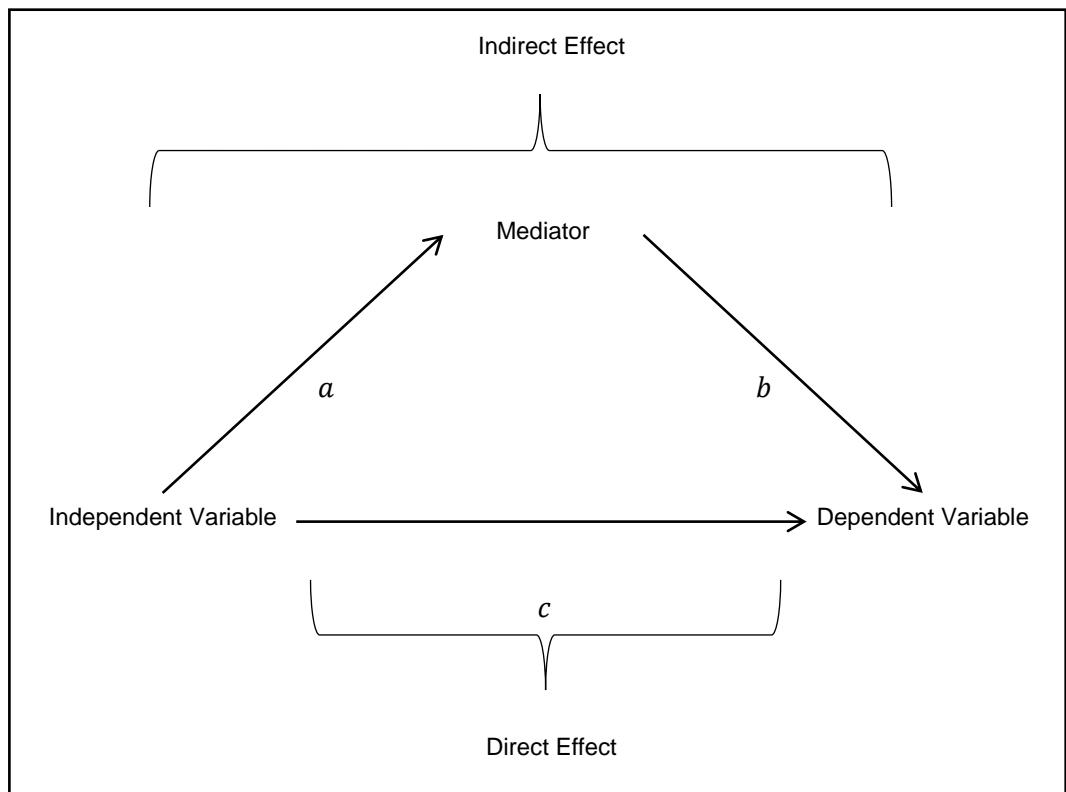 Indirect Effect
Mediator
a
b
Independent Variable
Dependent Variable
c
Direct Effect